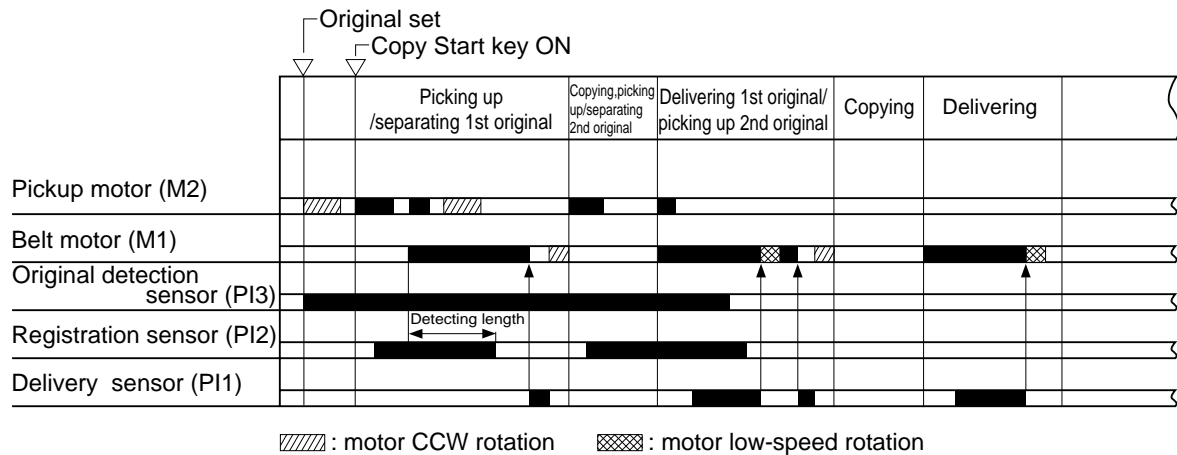 Original set
Copy Start key ON
Picking up
/separating 1st original
Copying,picking
up/separating
2nd original
Delivering 1st original/
picking up 2nd original
Copying
Delivering
Pickup motor (M2)
Belt motor (M1)
Original detection
sensor (PI3)
Detecting length
Registration sensor (PI2)
Delivery sensor (PI1)
: motor CCW rotation
: motor low-speed rotation